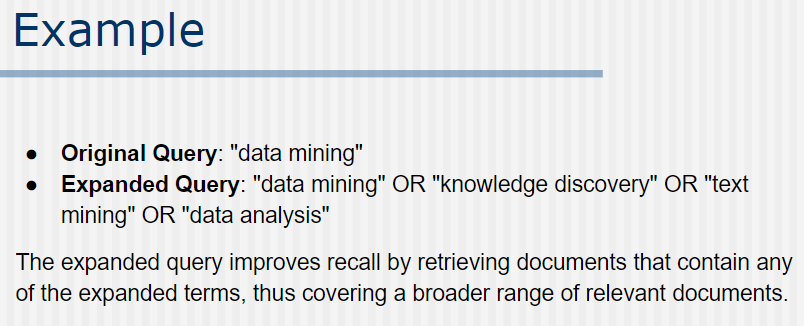 Example
● Original Query: "data mining"
● Expanded Query: "data mining" OR "knowledge discovery" OR "text
mining" OR "data analysis"
The expanded query improves recall by retrieving documents that contain any
of the expanded terms, thus covering a broader range of relevant documents.